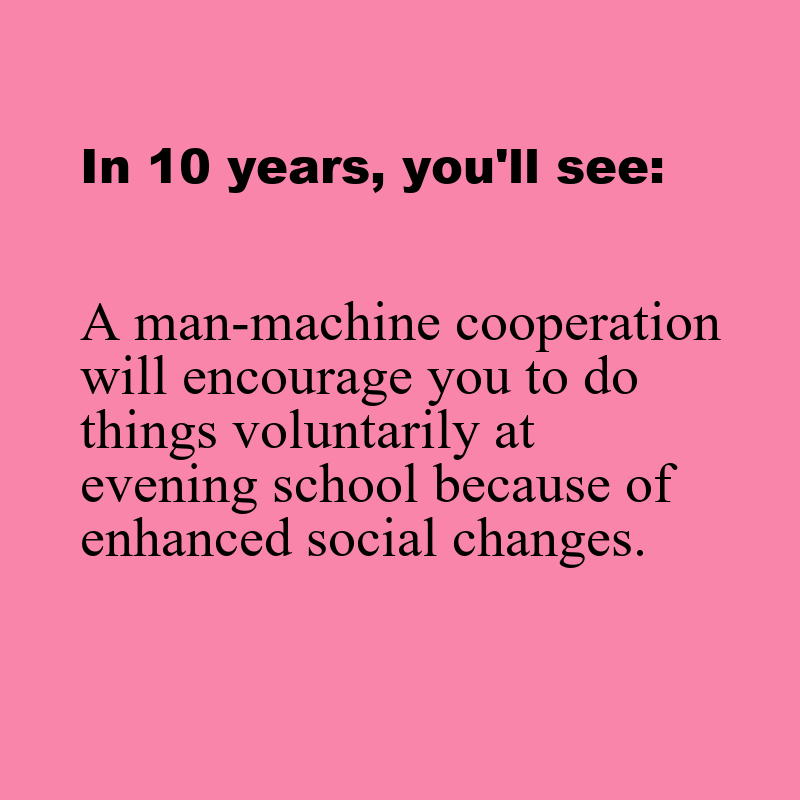 In 10 years, you'll see:
A man-machine cooperation
will encourage you to do
things voluntarily at
evening school because of
enhanced social changes.